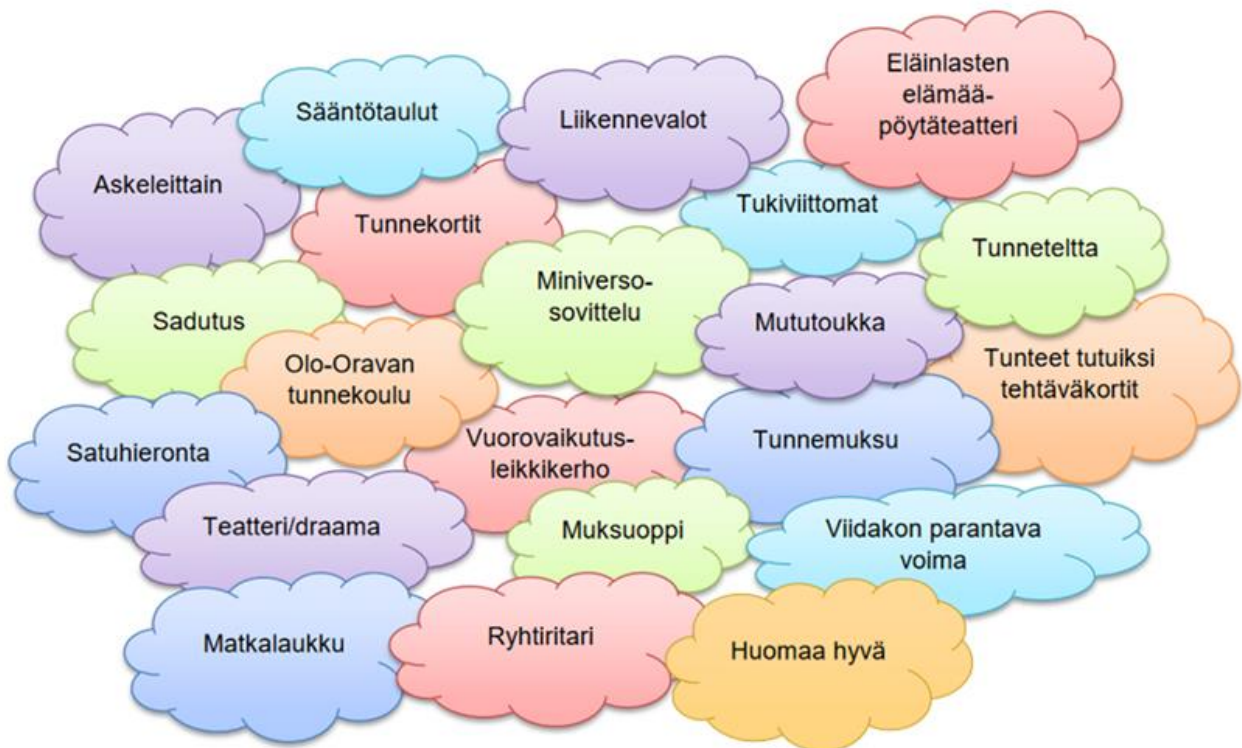 Eläinlasten
elämää-
pöytäteatteri
Sääntötaulut
Liikennevalot
Askeleittain
Tunnekortit
Tukiviittomat
Tunneteltta
Miniverso-
sovittelu
Sadutus
Mututoukka
Olo-Oravan
tunnekoulu
Tunteet tutuiksi
tehtäväkortit
Satuhieronta
Vuorovaikutus-
leikkikerho
Tunnemuksu
Teatteri/draama
Muksuoppi
Viidakon parantava
voima
Matkalaukku
Ryhtiritari
Huomaa hyvä